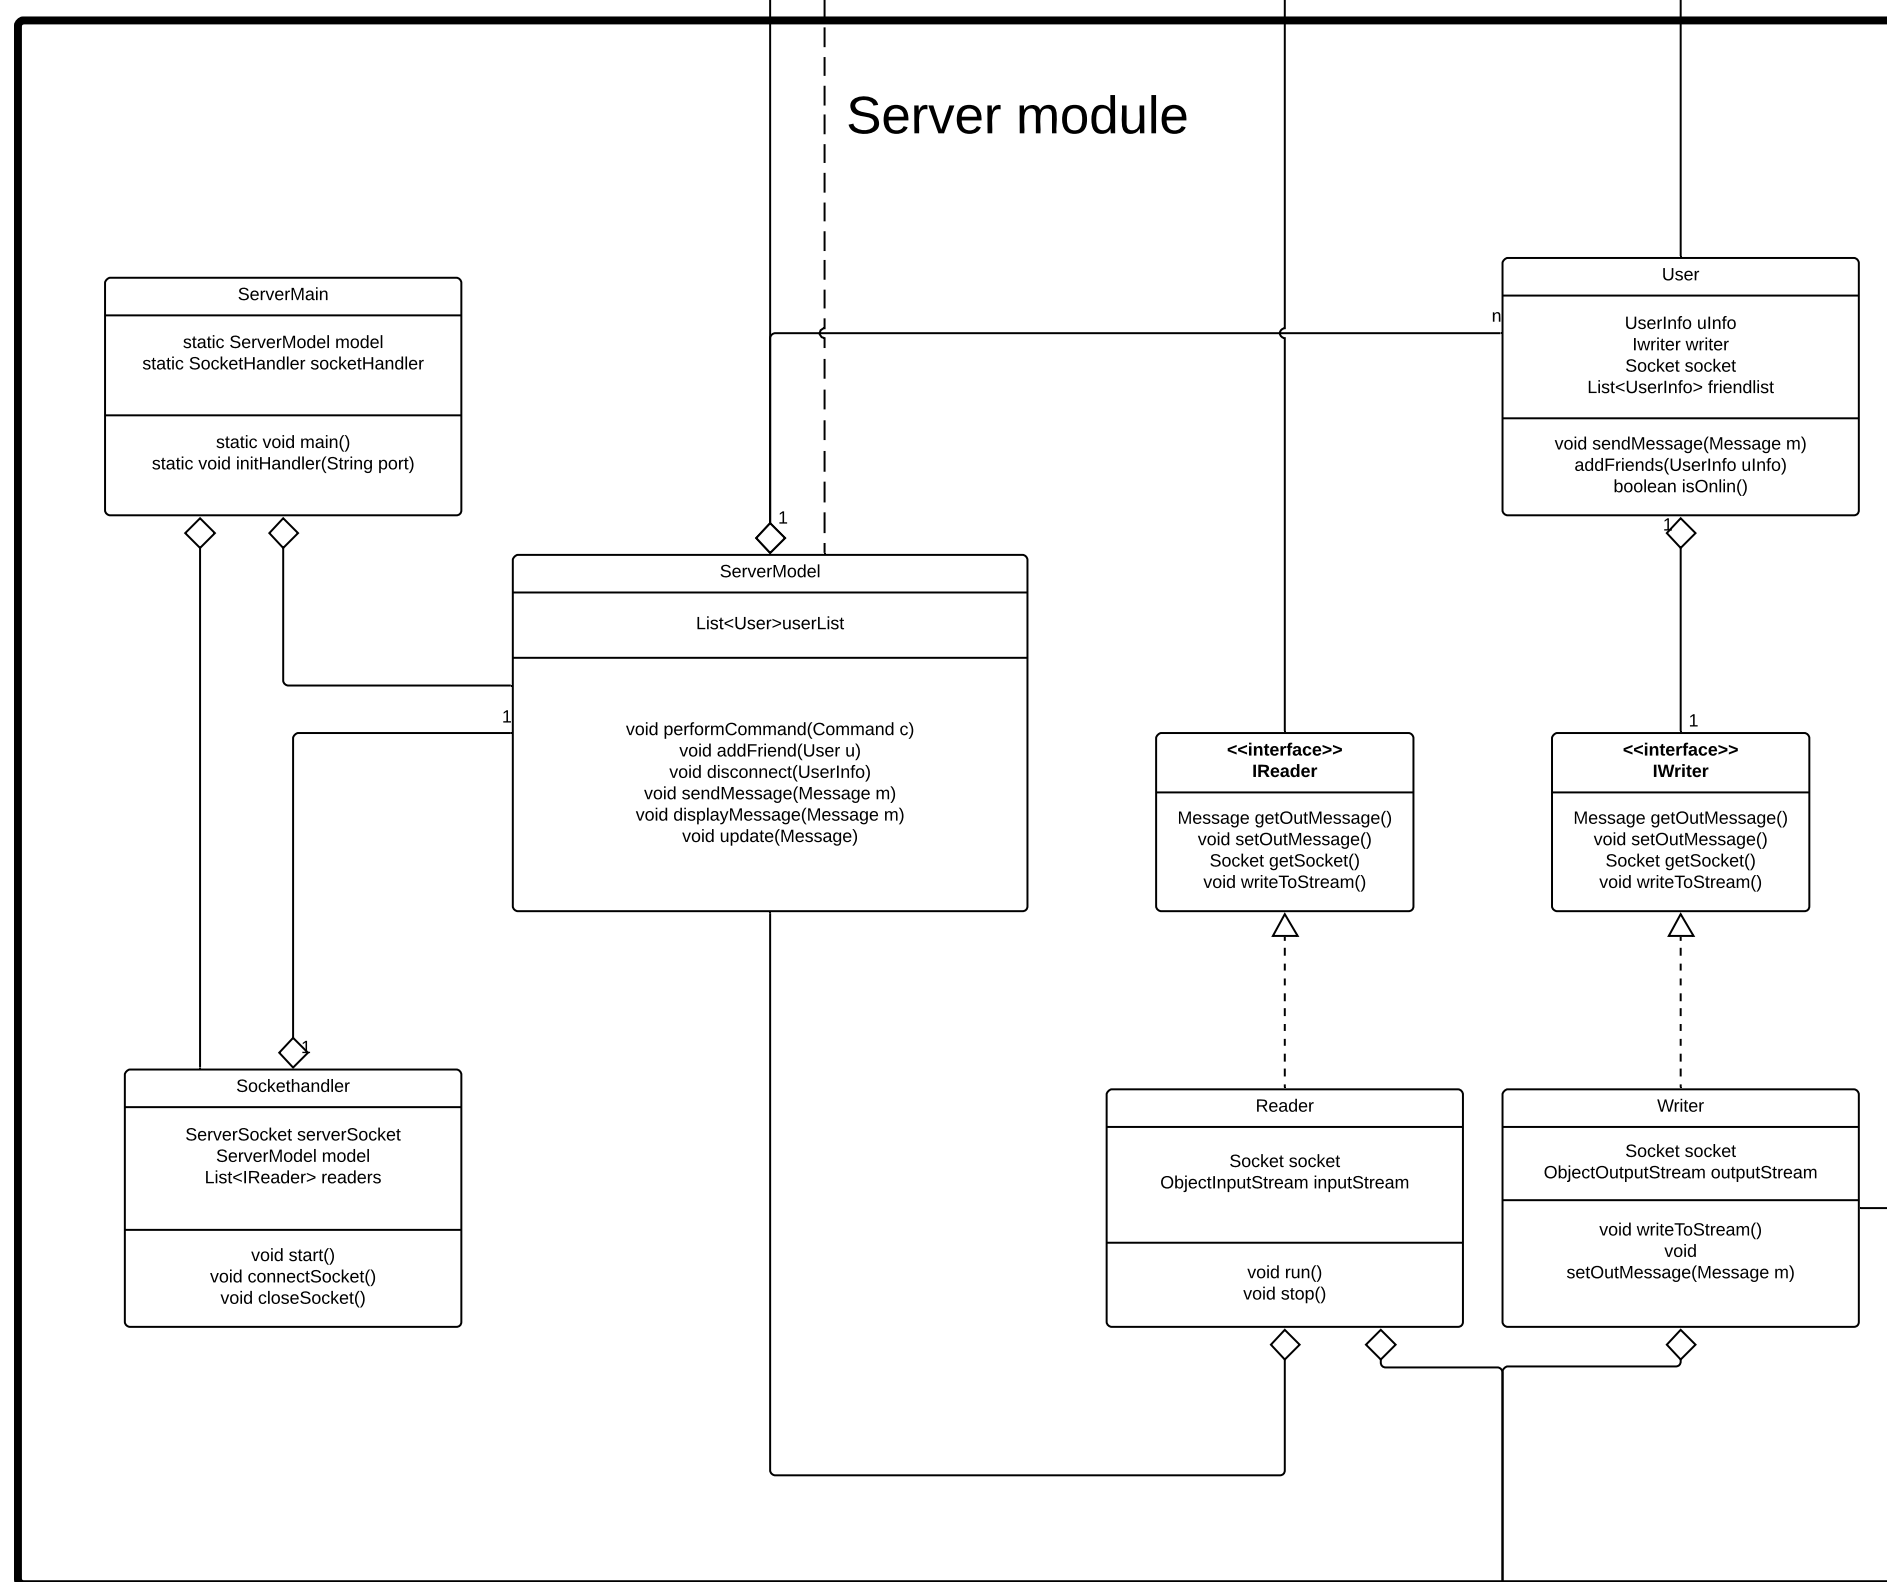 Server module
ServerMain
static ServerModel model
static SocketHandler socketHandler
static void main()
static void initHandler(String port)
User
n
UserInfo uInfo
Iwriter writer
Socket socket
List<UserInfo> friendlist
void sendMessage(Message m)
addFriends(UserInfo uInfo)
boolean isOnlin()
1
1
ServerModel
List<User>userList
void performCommand(Command c)
void addFriend(User u)
void disconnect(UserInfo)
void sendMessage(Message m)
void displayMessage(Message m)
void update(Message)
1
1
<<interface>>
IReader
Message getOutMessage()
void setOutMessage()
Socket getSocket()
void writeToStream()
<<interface>>
IWriter
Message getOutMessage()
void setOutMessage()
Socket getSocket()
void writeToStream()
1
Sockethandler
ServerSocket serverSocket
ServerModel model
List<IReader> readers
void start()
void connectSocket()
void closeSocket()
Reader
Socket socket
ObjectInputStream inputStream
void run()
void stop()
Writer
Socket socket
ObjectOutputStream outputStream
void writeToStream()
void
setOutMessage(Message m)